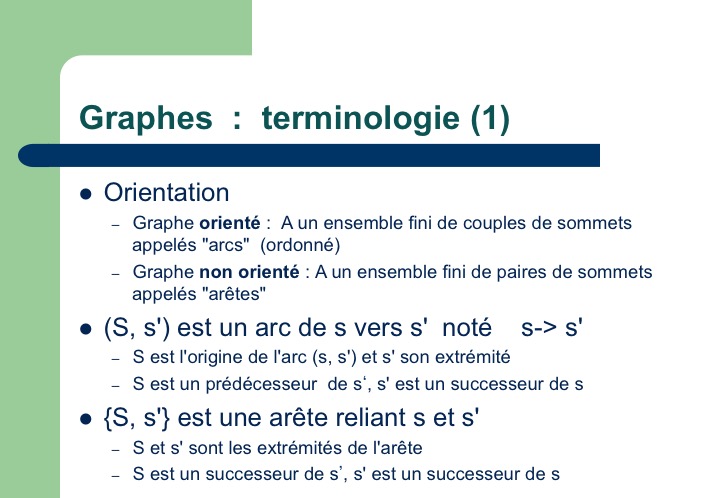 Graphes : terminologie (1)
● Orientation
– Graphe orienté : A un ensemble fini de couples de sommets
appelés "arcs" (ordonné)
– Graphe non orienté : A un ensemble fini de paires de sommets
appelés "arêtes"
● (S, s') est un arc de s vers s' noté s-> s'
– S est l'origine de l'arc (s, s') et s' son extrémité
– S est un prédécesseur de s‘, s' est un successeur de s
● {S, s'} est une arête reliant s et s'
– S et s' sont les extrémités de l'arête
– S est un successeur de s’, s' est un successeur de s